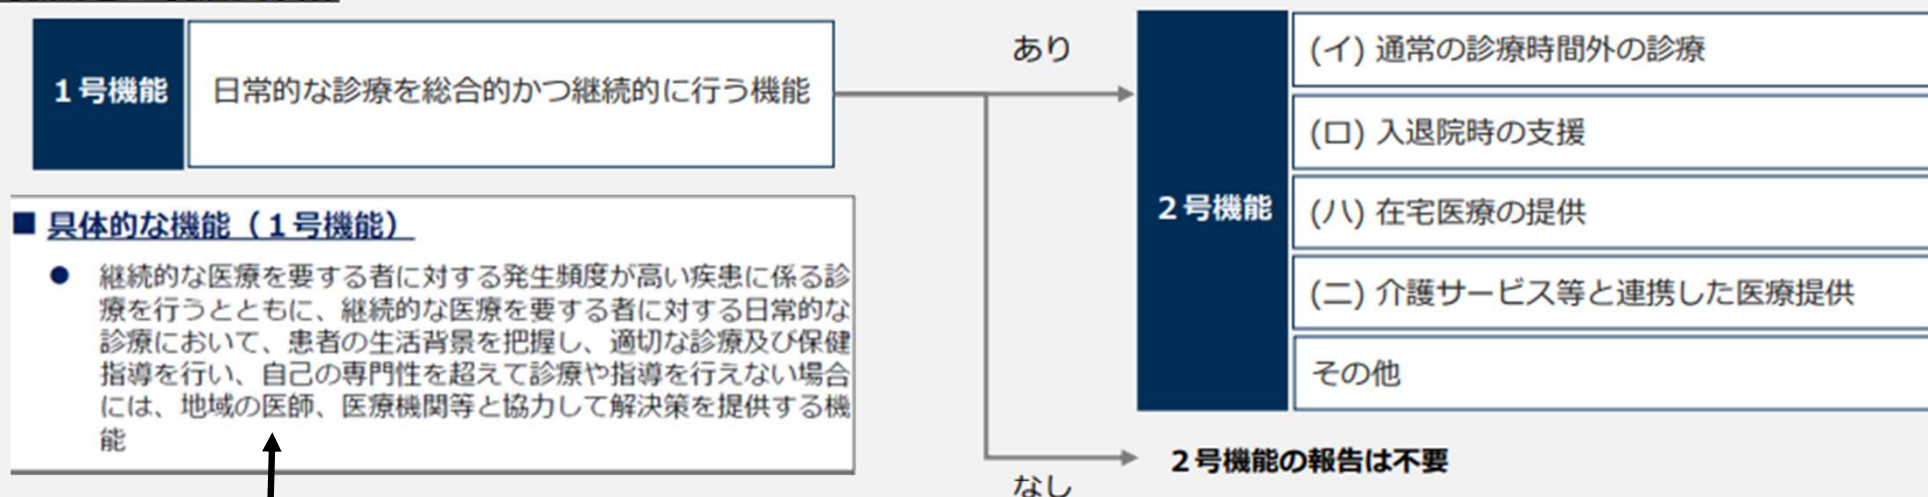 １号機能
日常的な診療を総合的かつ継続的に行う機能
■ 具体的な機能（１号機能）
● 継続的な医療を要する者に対する発生頻度が高い疾患に係る診
療を行うとともに、継続的な医療を要する者に対する日常的な
診療において、患者の生活背景を把握し、適切な診療及び保健
指導を行い、自己の専門性を超えて診療や指導を行えない場合
には、地域の医師、医療機関等と協力して解決策を提供する機
能
あり
２号機能
(イ) 通常の診療時間外の診療
(ロ) 入退院時の支援
(ハ) 在宅医療の提供
(ニ) 介護サービス等と連携した医療提供
その他
２号機能の報告は不要
なし